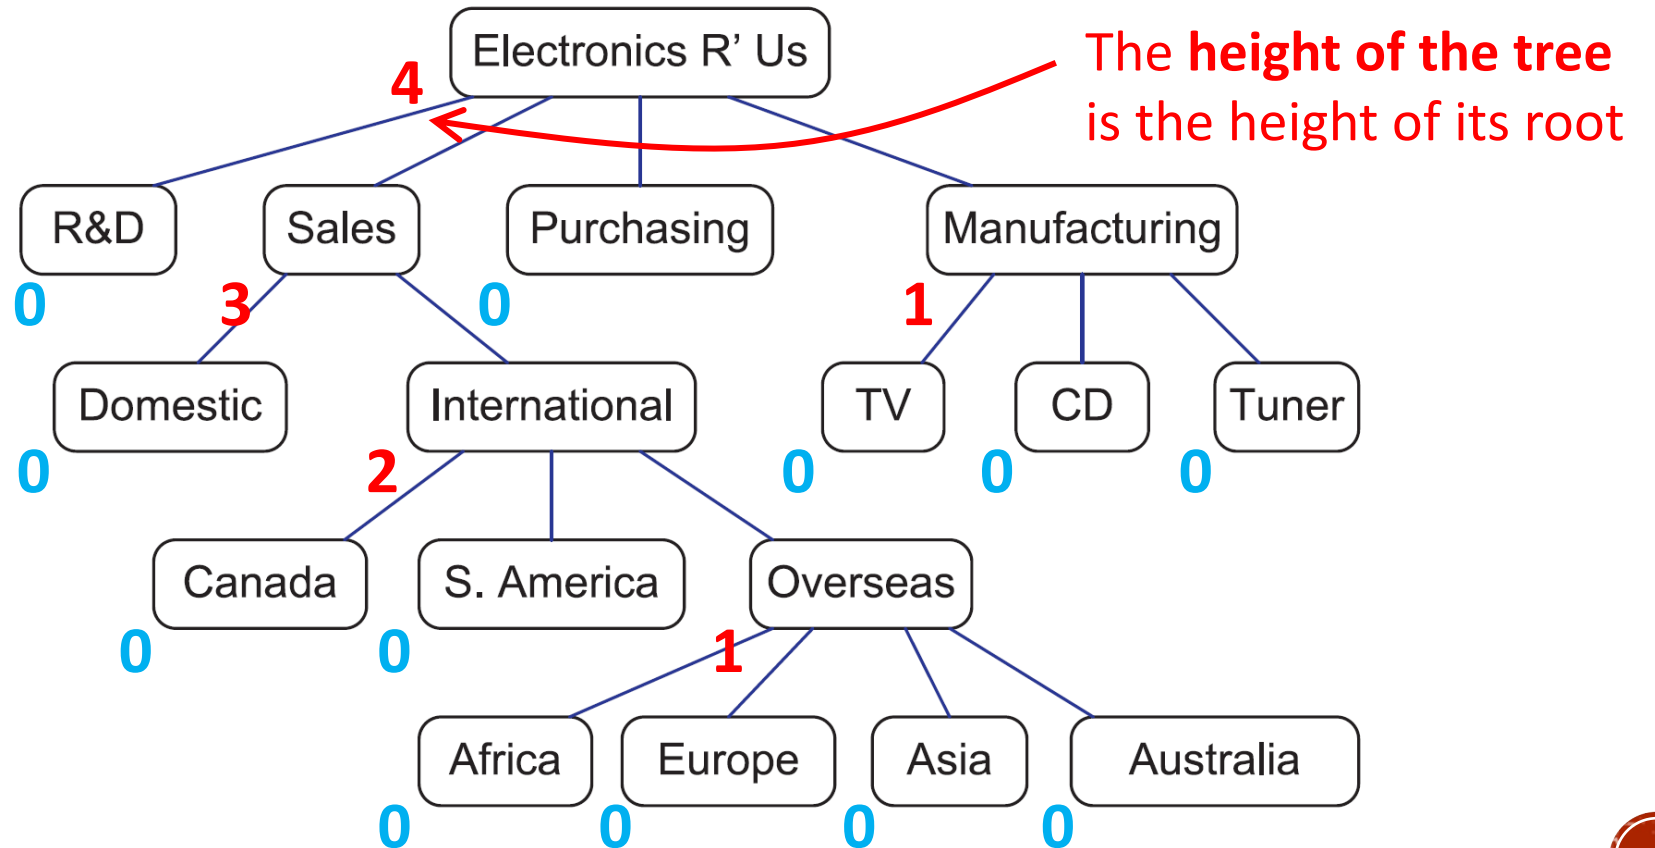 Electronics R’ Us
The height of the tree
is the height of its root
4
R&D
Sales
Purchasing
Manufacturing
0
3
0
1
Domestic
International
TV
CD
Tuner
0
2
0
0
0
Canada
S. America
Overseas
0
0
1
Africa
Europe
Asia
Australia
0
0
0
0